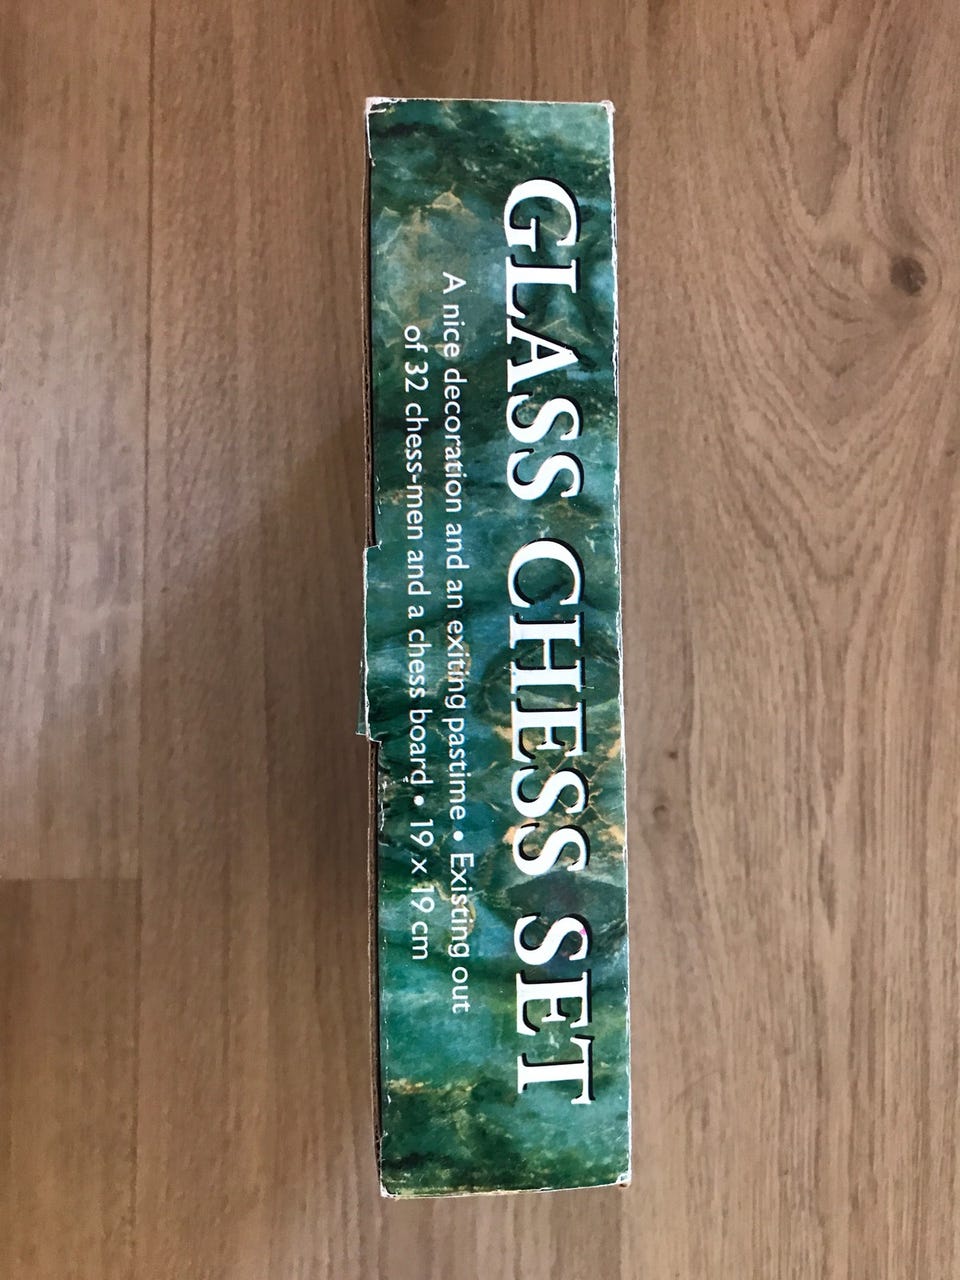 GLASS CHESS SET
A nice decoration and an exiting pastime • Existing out
of 32 chess-men and a chess board • 19 x 19 cm